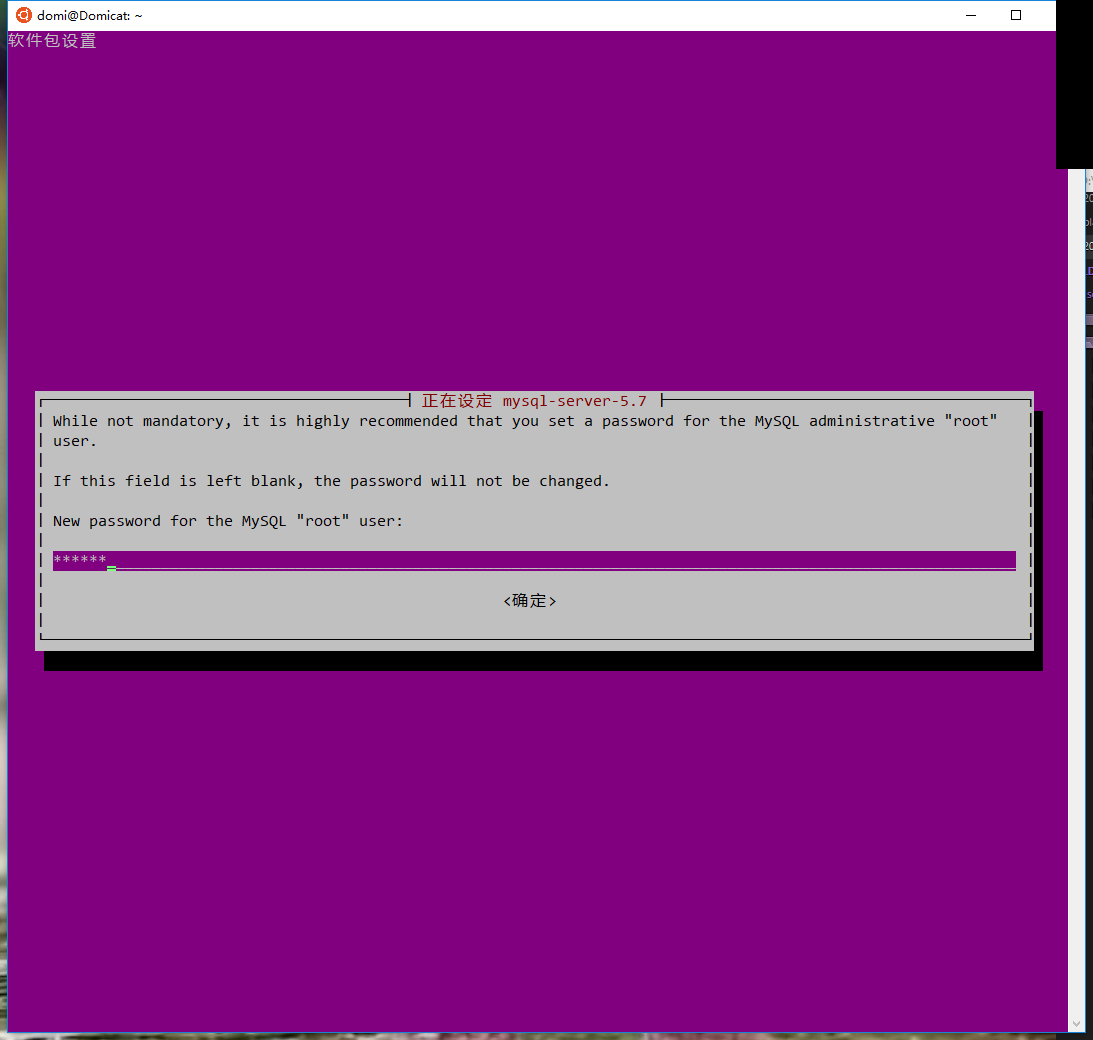 domi@Domicat: ~
软件包设置
正在设定 mysql-server-5.7
While not mandatory, it is highly recommended that you set a password for the MySQL administrative "root"
user.
If this field is left blank, the password will not be changed.
New password for the MySQL "root" user:
******
<确定>